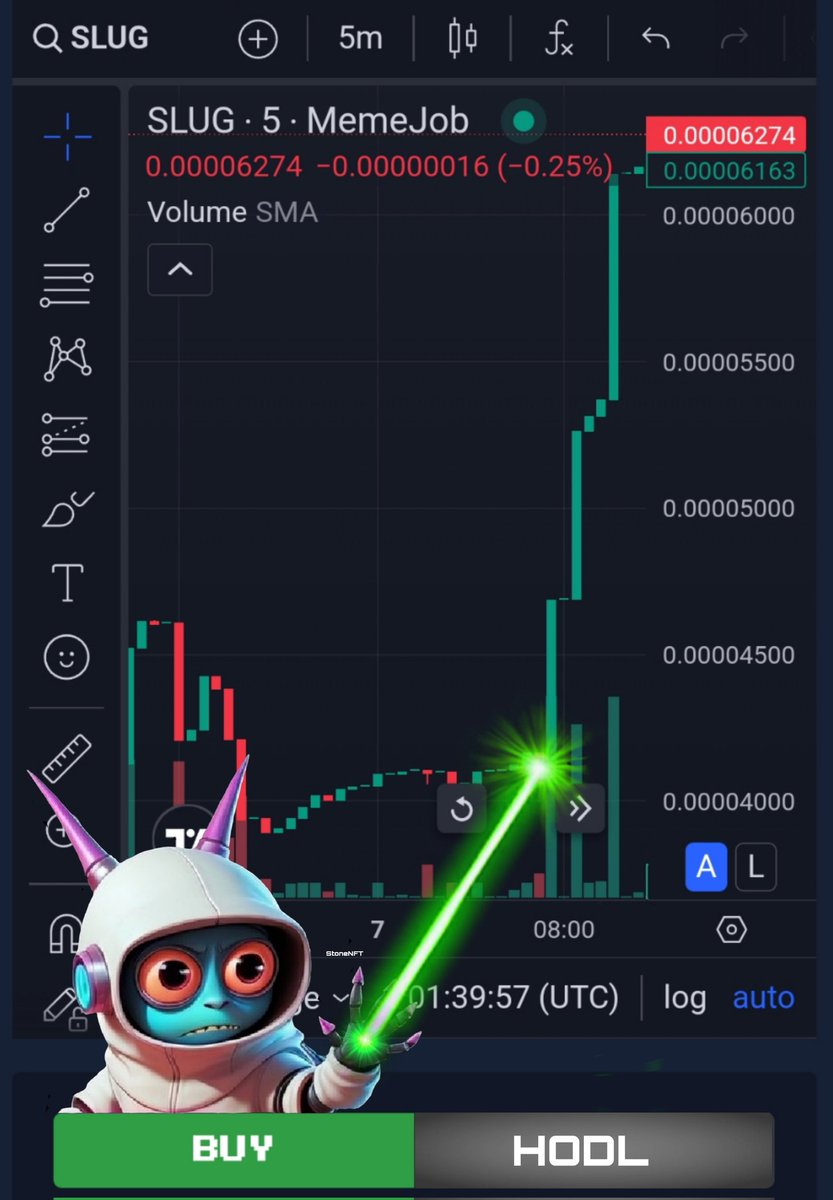 SLUG
5m
SLUG · 5 · MemeJob
0.00006274 −0.00000016 (−0.25%)
Volume SMA
0.00006274
0.00006163
0.00006000
0.00005500
0.00005000
0.00004500
0.00004000
A L
7 08:00
StoneNFT
01:39:57 (UTC) log auto
BUY HODL